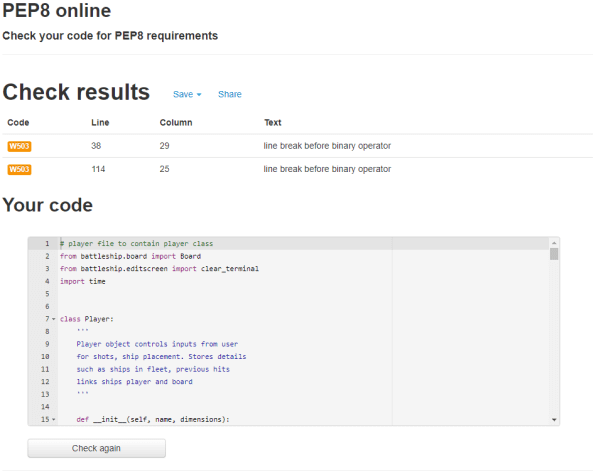 PEP8 online
Check your code for PEP8 requirements
Check results Save Share
Code Line Column Text
W503 38 29 line break before binary operator
W503 114 25 line break before binary operator
Your code
1 # player file to contain player class
2 from battleship.board import Board
3 from battleship.editscreen import clear_terminal
4 import time
5
6
7 class Player:
8 '''
9 Player object controls inputs from user
10 for shots, ship placement. Stores details
11 such as ships in fleet, previous hits
12 links ships player and board
13 '''
14
15 def __init__(self, name, dimensions):
Check again